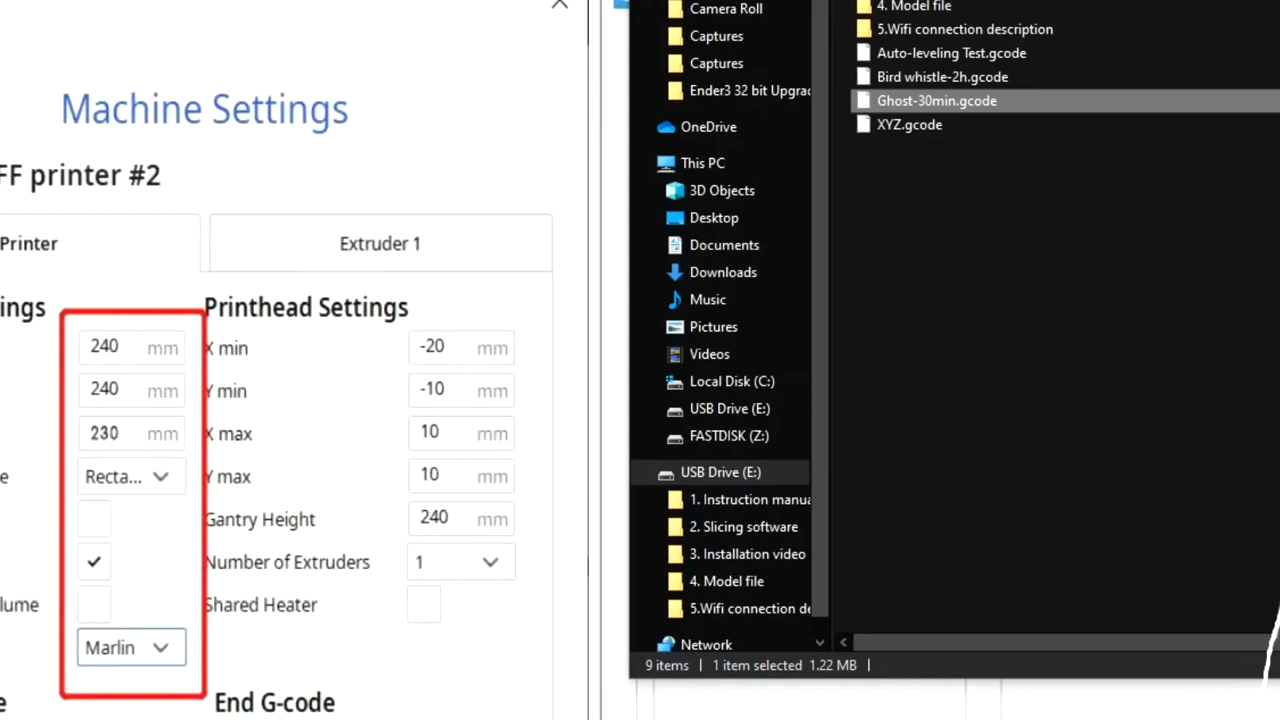 Machine Settings
FF printer #2
Printer
Extruder 1
ings
Printhead Settings
240 mm
X min
-20 mm
240 mm
Y min
-10 mm
230 mm
X max
10 mm
e
Recta...
Y max
10 mm
Gantry Height
240 mm
Number of Extruders
1
lume
Shared Heater
Marlin
e
End G-code
Camera Roll
Captures
Captures
Ender3 32 bit Upgrad
OneDrive
This PC
3D Objects
Desktop
Documents
Downloads
Music
Pictures
Videos
Local Disk (C:)
USB Drive (E:)
FASTDISK (Z:)
USB Drive (E:)
1. Instruction manua
2. Slicing software
3. Installation video
4. Model file
5.Wifi connection de
Network
4. Model file
5.Wifi connection description
Auto-leveling Test.gcode
Bird whistle-2h.gcode
Ghost-30min.gcode
XYZ.gcode
9 items | 1 item selected 1.22 MB |